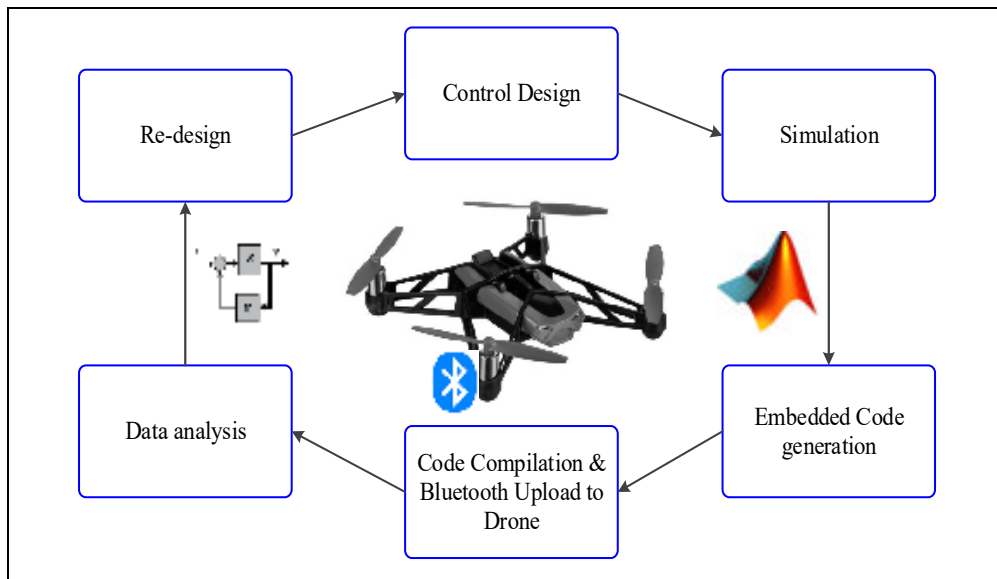 Control Design
Re-design
Simulation
Data analysis
Embedded Code
generation
Code Compilation &
Bluetooth Upload to
Drone